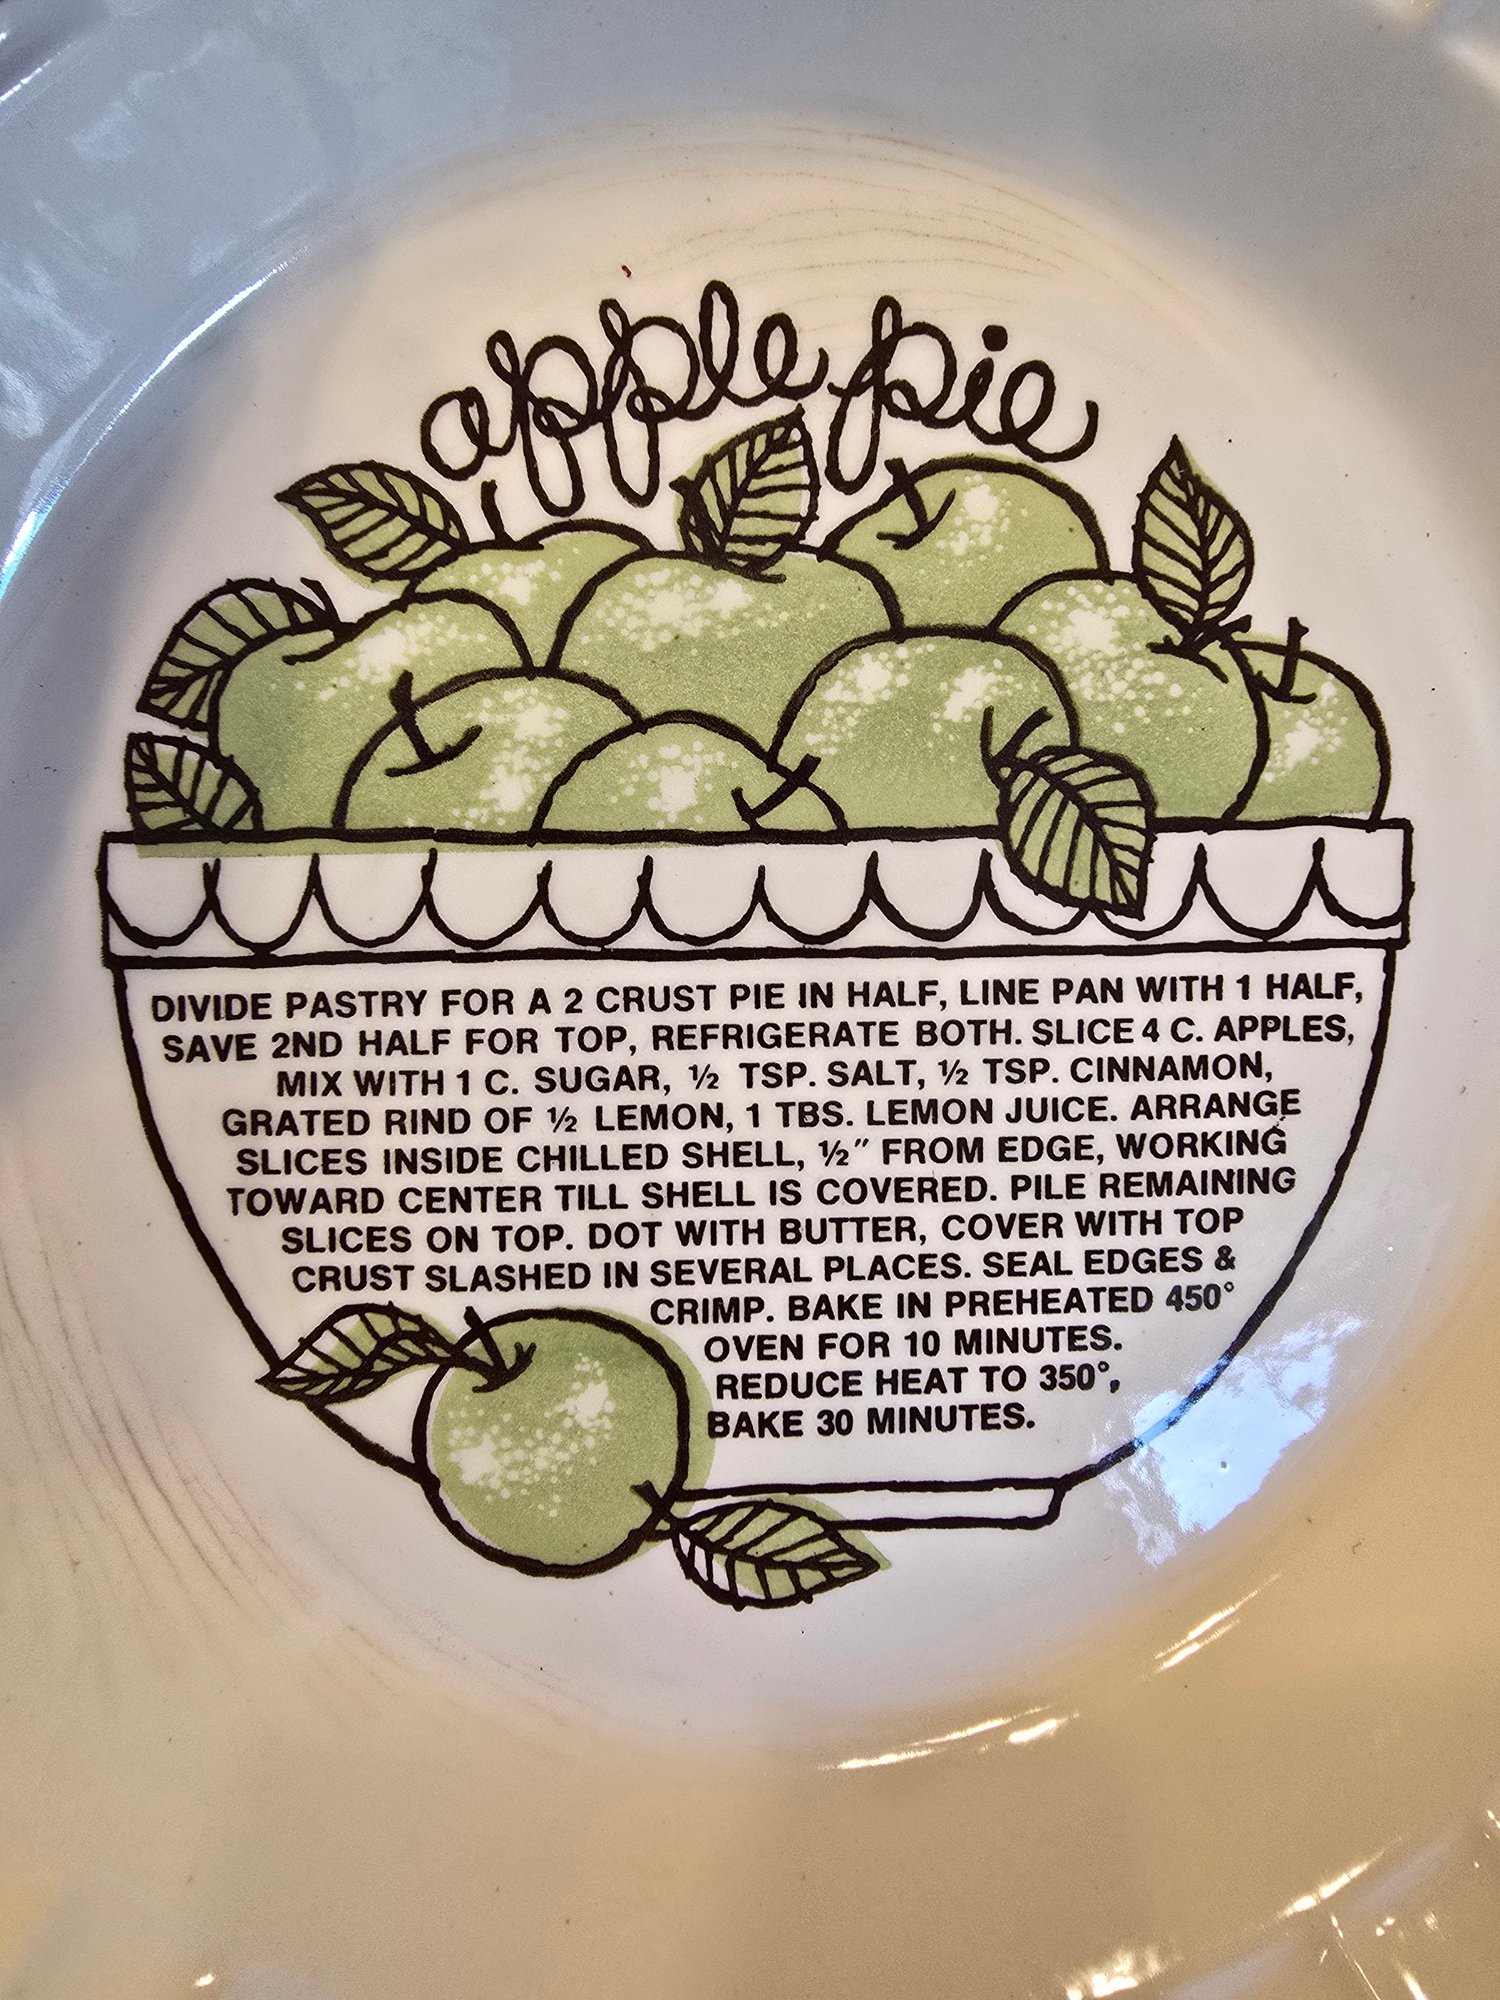 apple pie
DIVIDE PASTRY FOR A 2 CRUST PIE IN HALF, LINE PAN WITH 1 HALF,
SAVE 2ND HALF FOR TOP, REFRIGERATE BOTH. SLICE 4 C. APPLES,
MIX WITH 1 C. SUGAR, ½ TSP. SALT, ½ TSP. CINNAMON,
GRATED RIND OF ½ LEMON, 1 TBS. LEMON JUICE. ARRANGE
SLICES INSIDE CHILLED SHELL, ½″ FROM EDGE, WORKING
TOWARD CENTER TILL SHELL IS COVERED. PILE REMAINING
SLICES ON TOP. DOT WITH BUTTER, COVER WITH TOP
CRUST SLASHED IN SEVERAL PLACES. SEAL EDGES &
CRIMP. BAKE IN PREHEATED 450°
OVEN FOR 10 MINUTES.
REDUCE HEAT TO 350°,
BAKE 30 MINUTES.